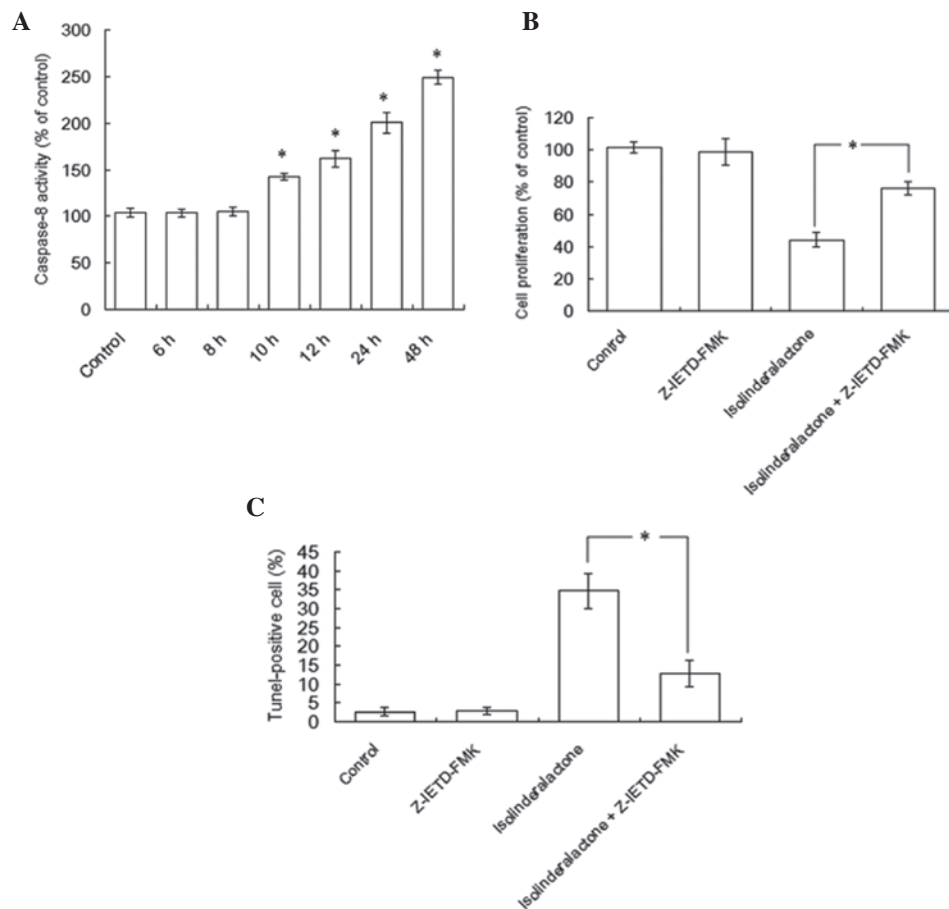 A
Caspase-8 activity (% of control)
300
250
200
150
100
50
0
*
*
*
*
Control
6 h
8 h
10 h
12 h
24 h
48 h
B
Cell proliferation (% of control)
120
100
80
60
40
20
0
*
Control
Z-IETD-FMK
Isolinderalactone
Isolinderalactone + Z-IETD-FMK
C
Tunel-positive cell (%)
45
40
35
30
25
20
15
10
5
0
*
Control
Z-IETD-FMK
Isolinderalactone
Isolinderalactone + Z-IETD-FMK